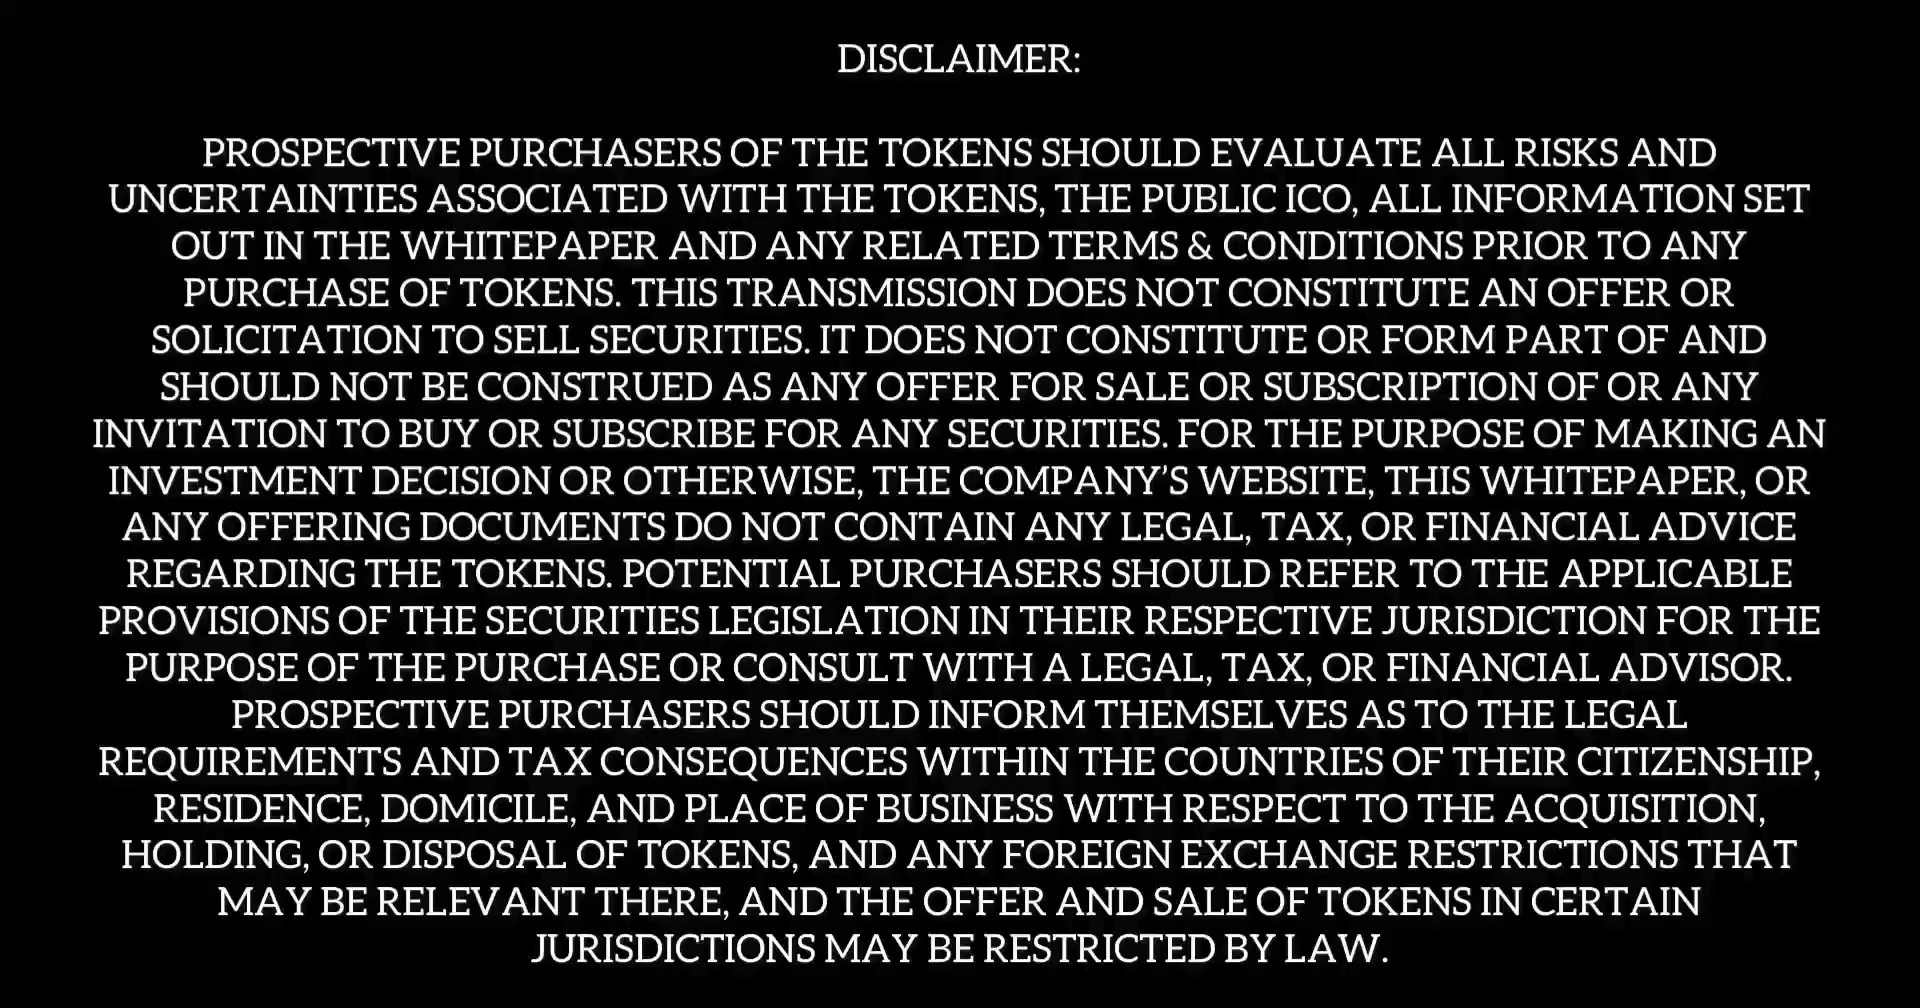 DISCLAIMER:
PROSPECTIVE PURCHASERS OF THE TOKENS SHOULD EVALUATE ALL RISKS AND
UNCERTAINTIES ASSOCIATED WITH THE TOKENS, THE PUBLIC ICO, ALL INFORMATION SET
OUT IN THE WHITEPAPER AND ANY RELATED TERMS & CONDITIONS PRIOR TO ANY
PURCHASE OF TOKENS. THIS TRANSMISSION DOES NOT CONSTITUTE AN OFFER OR
SOLICITATION TO SELL SECURITIES. IT DOES NOT CONSTITUTE OR FORM PART OF AND
SHOULD NOT BE CONSTRUED AS ANY OFFER FOR SALE OR SUBSCRIPTION OF OR ANY
INVITATION TO BUY OR SUBSCRIBE FOR ANY SECURITIES. FOR THE PURPOSE OF MAKING AN
INVESTMENT DECISION OR OTHERWISE, THE COMPANY’S WEBSITE, THIS WHITEPAPER, OR
ANY OFFERING DOCUMENTS DO NOT CONTAIN ANY LEGAL, TAX, OR FINANCIAL ADVICE
REGARDING THE TOKENS. POTENTIAL PURCHASERS SHOULD REFER TO THE APPLICABLE
PROVISIONS OF THE SECURITIES LEGISLATION IN THEIR RESPECTIVE JURISDICTION FOR THE
PURPOSE OF THE PURCHASE OR CONSULT WITH A LEGAL, TAX, OR FINANCIAL ADVISOR.
PROSPECTIVE PURCHASERS SHOULD INFORM THEMSELVES AS TO THE LEGAL
REQUIREMENTS AND TAX CONSEQUENCES WITHIN THE COUNTRIES OF THEIR CITIZENSHIP,
RESIDENCE, DOMICILE, AND PLACE OF BUSINESS WITH RESPECT TO THE ACQUISITION,
HOLDING, OR DISPOSAL OF TOKENS, AND ANY FOREIGN EXCHANGE RESTRICTIONS THAT
MAY BE RELEVANT THERE, AND THE OFFER AND SALE OF TOKENS IN CERTAIN
JURISDICTIONS MAY BE RESTRICTED BY LAW.